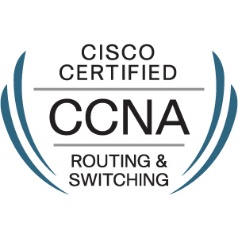 CISCO
CERTIFIED
CCNA
ROUTING &
SWITCHING